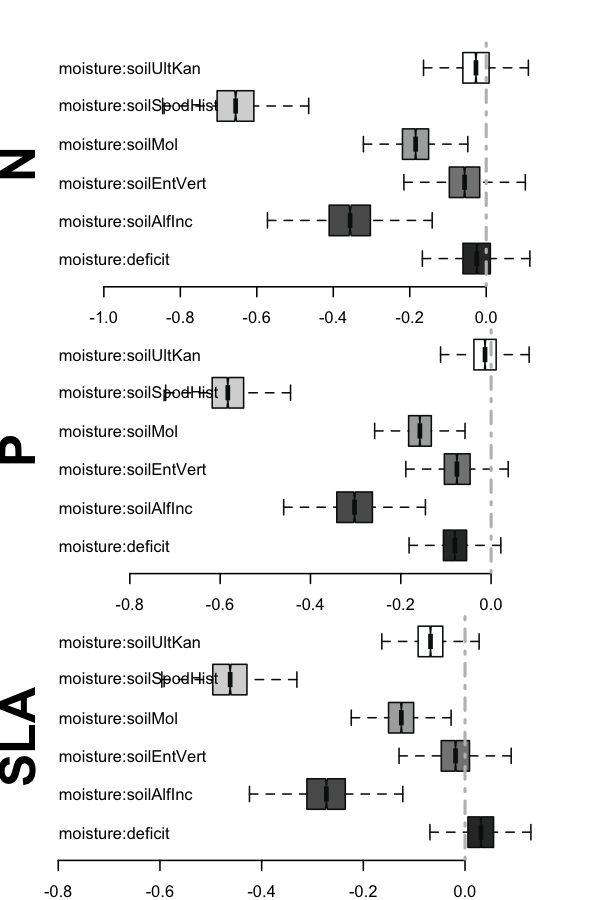 N
moisture:soilUltKan
moisture:soilSpodHist
moisture:soilMol
moisture:soilEntVert
moisture:soilAlfInc
moisture:deficit
-1.0 -0.8 -0.6 -0.4 -0.2 0.0
P
moisture:soilUltKan
moisture:soilSpodHist
moisture:soilMol
moisture:soilEntVert
moisture:soilAlfInc
moisture:deficit
-0.8 -0.6 -0.4 -0.2 0.0
SLA
moisture:soilUltKan
moisture:soilSpodHist
moisture:soilMol
moisture:soilEntVert
moisture:soilAlfInc
moisture:deficit
-0.8 -0.6 -0.4 -0.2 0.0